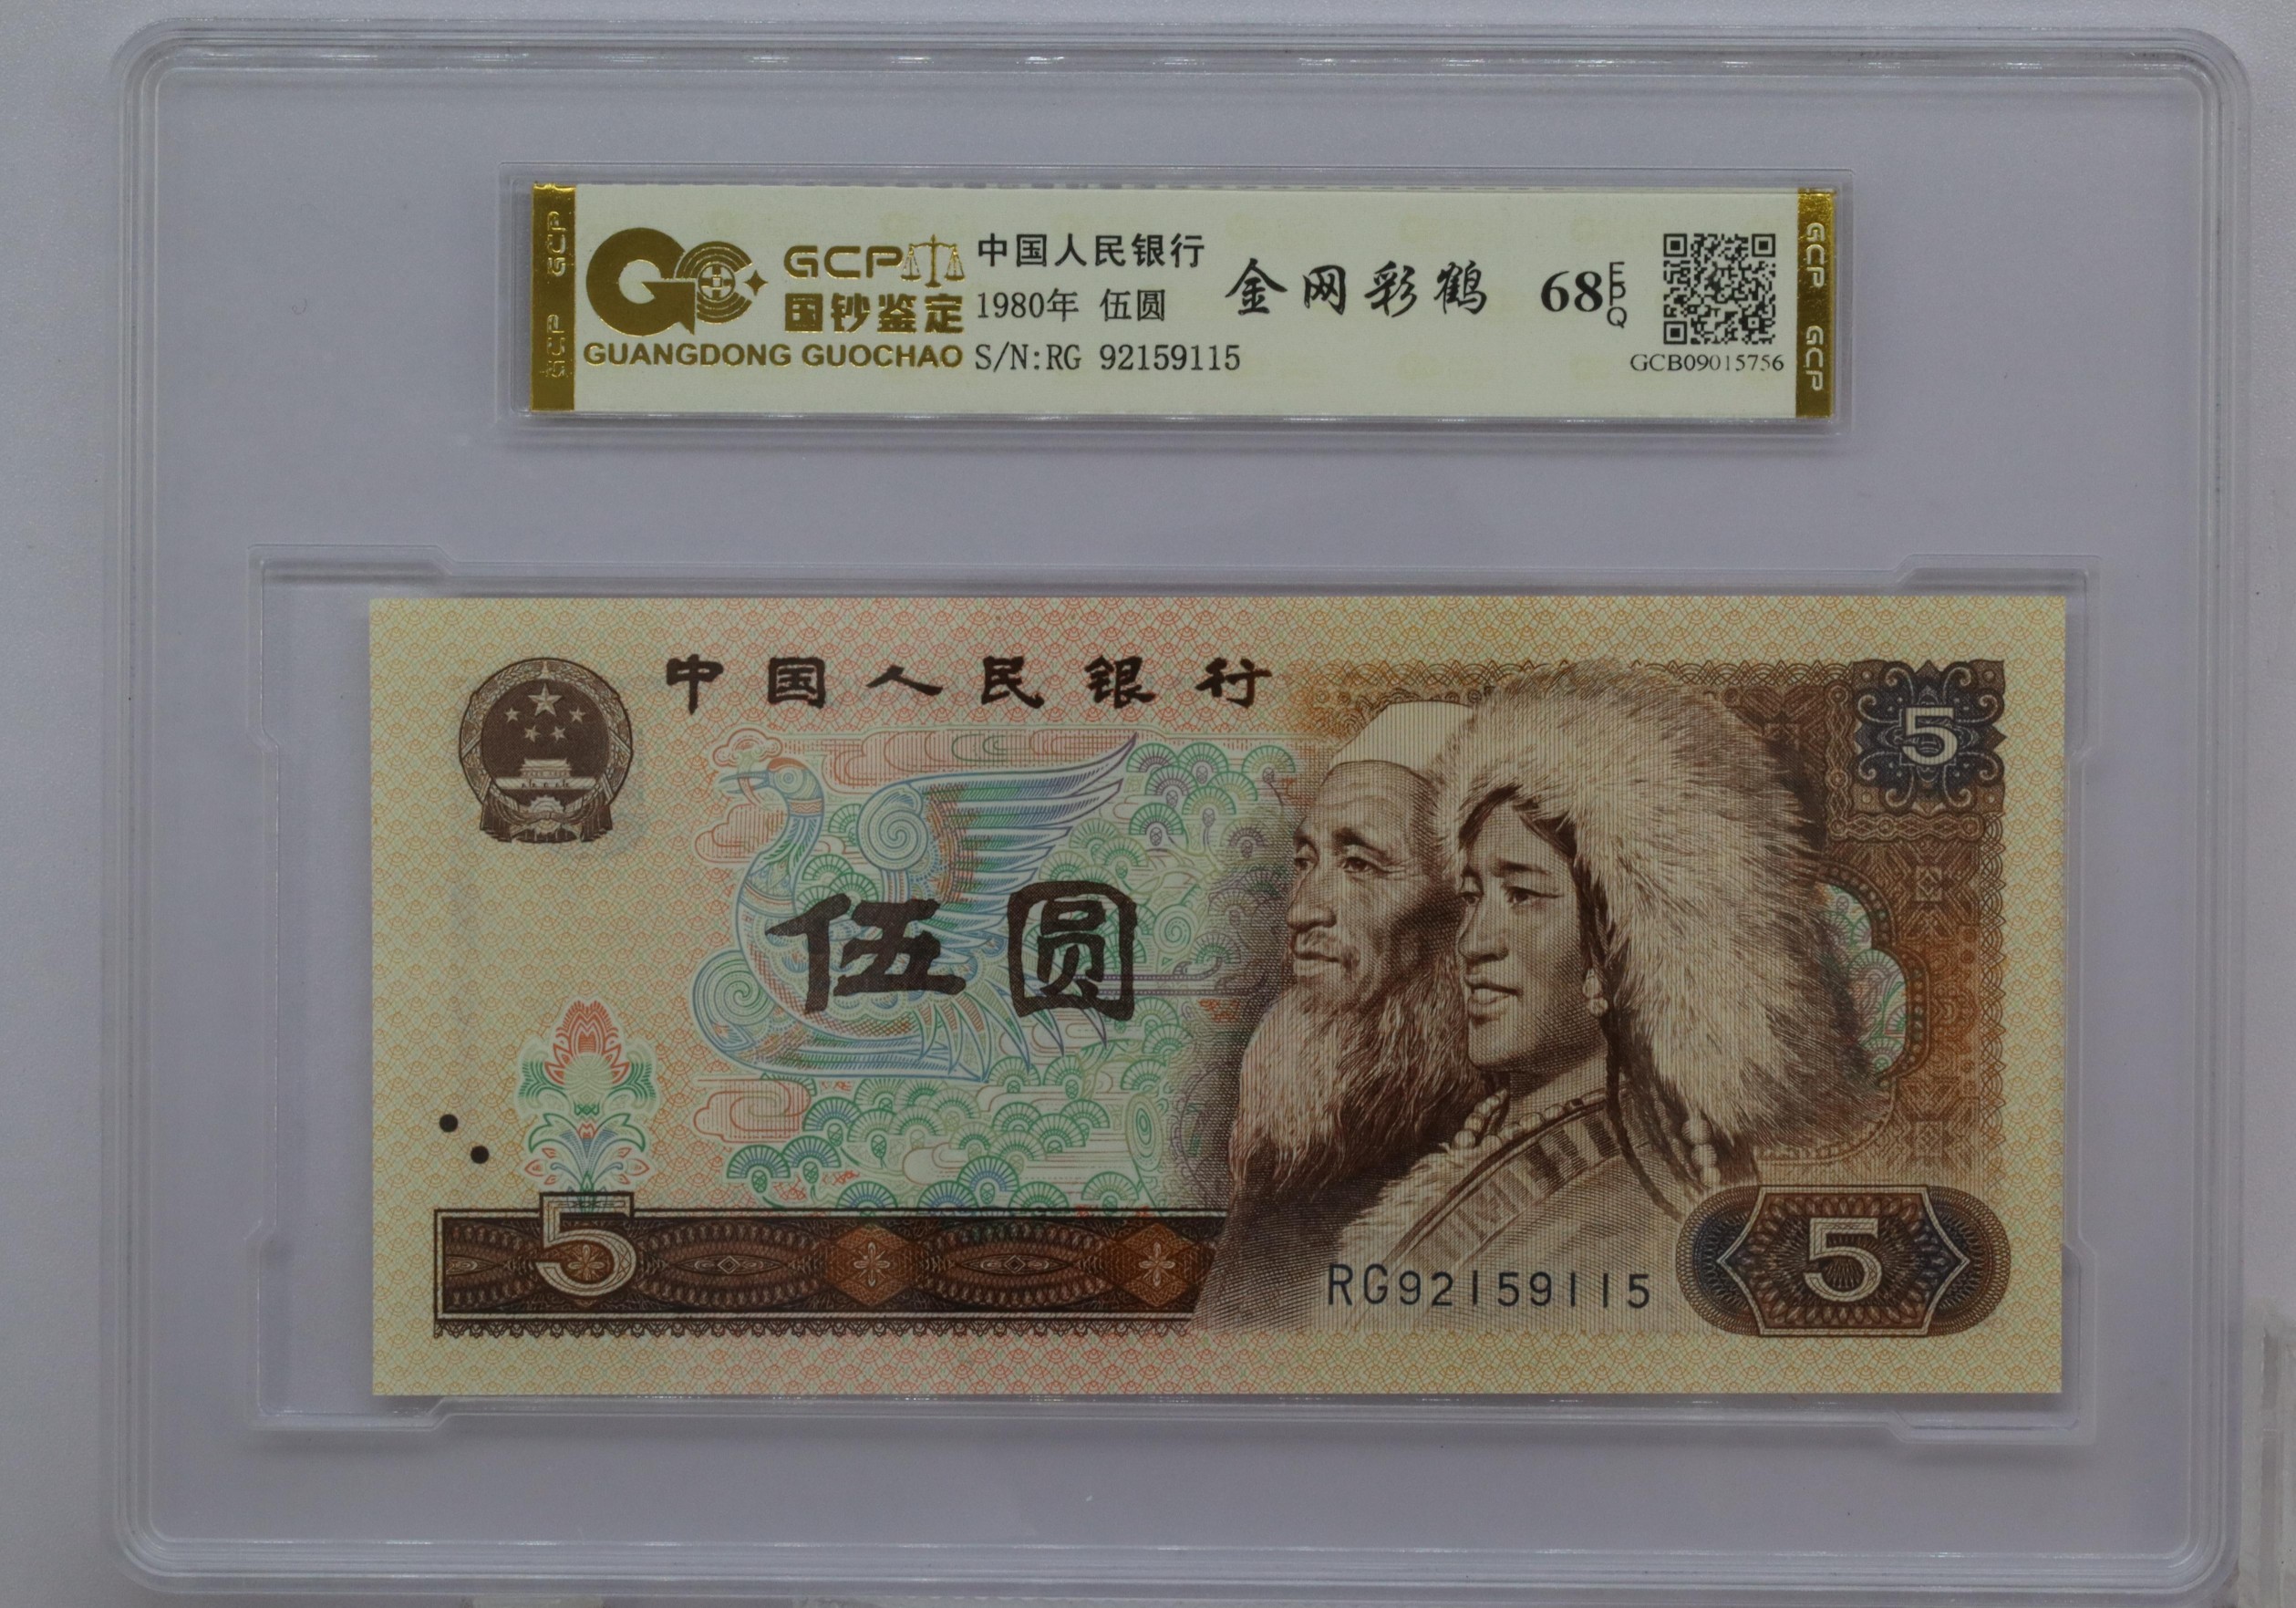 GCP
GCP
GCP
国钞鉴定
GUANGDONG GUOCHAO
中国人民银行
1980年 伍圆
S/N:RG 92159115
金网彩鹤
68 EPQ
GCB09015756
GCP
GCP
中国人民银行
5
伍圆
5
RG92159115
5